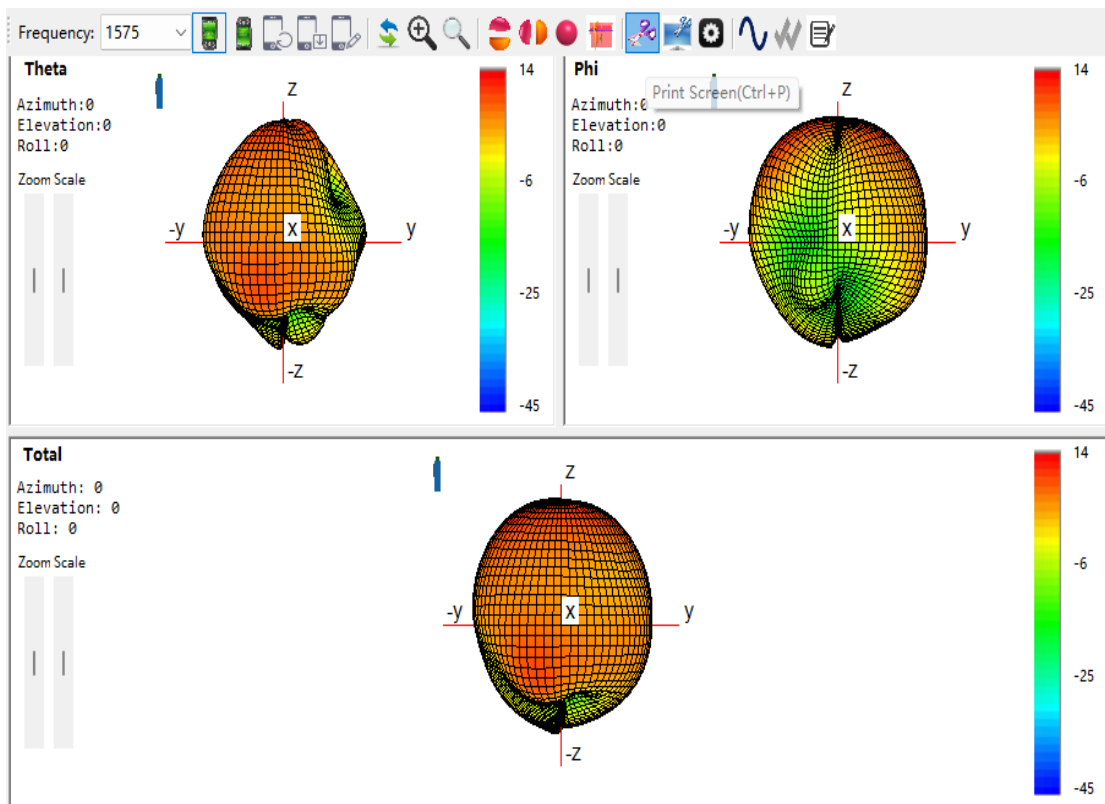 Frequency: 1575
Theta
Azimuth:0
Elevation:0
Roll:0
Zoom Scale
Z
-y
X
y
-Z
14
-6
-25
-45
Phi
Print Screen(Ctrl+P)
Azimuth:0
Elevation:0
Roll:0
Zoom Scale
Z
-y
X
y
-Z
14
-6
-25
-45
Total
Azimuth: 0
Elevation: 0
Roll: 0
Zoom Scale
Z
-y
X
y
-Z
14
-6
-25
-45